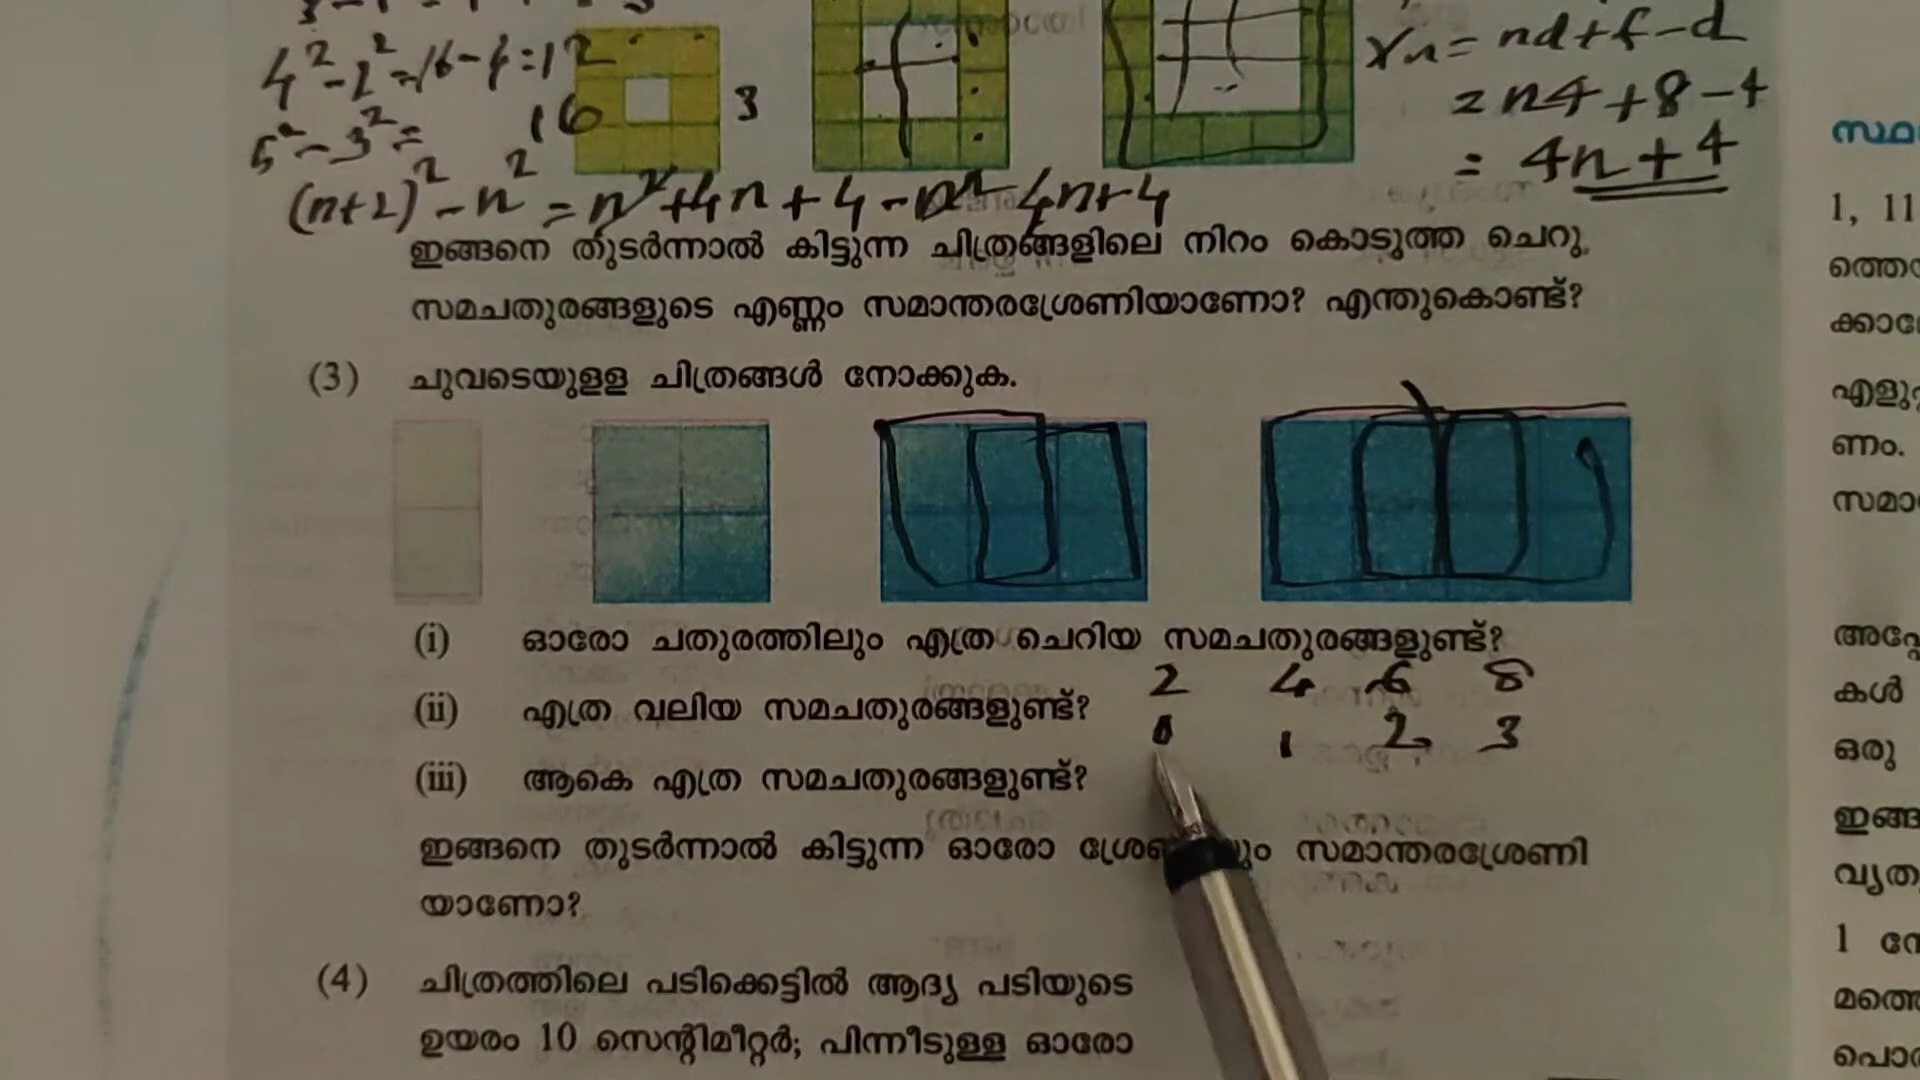 4² - 2² = 16 - 4 = 12
3
5² - 3² = 16
xn = nd + f - d
= n4 + 8 - 4
= 4n + 4
(n+2)² - n² = n² + 4n + 4 - n² 4n + 4
ഇങ്ങനെ തുടർന്നാൽ കിട്ടുന്ന ചിത്രങ്ങളിലെ നിറം കൊടുത്ത ചെറു
സമചതുരങ്ങളുടെ എണ്ണം സമാന്തരശ്രേണിയാണോ? എന്തുകൊണ്ട്?
(3) ചുവടെയുള്ള ചിത്രങ്ങൾ നോക്കുക.
(i) ഓരോ ചതുരത്തിലും എത്ര ചെറിയ സമചതുരങ്ങളുണ്ട്?
2 4 6 8
(ii) എത്ര വലിയ സമചതുരങ്ങളുണ്ട്?
0 1 2 3
(iii) ആകെ എത്ര സമചതുരങ്ങളുണ്ട്?
ഇങ്ങനെ തുടർന്നാൽ കിട്ടുന്ന ഓരോ സമാന്തരശ്രേണി
യാണോ?
(4) ചിത്രത്തിലെ പടിക്കെട്ടിൽ ആദ്യ പടിയുടെ
ഉയരം 10 സെന്റിമീറ്റർ; പിന്നീടുള്ള ഓരോ
1, 11
ണം.
1